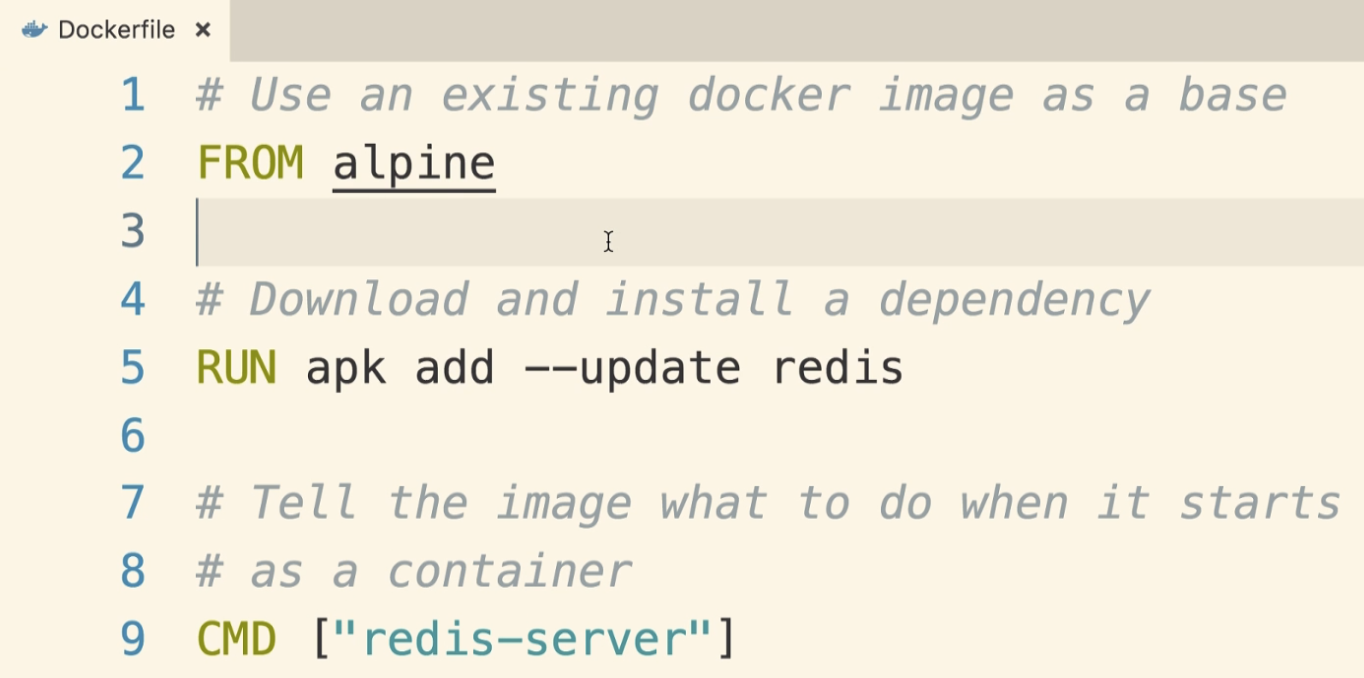 Dockerfile ×
1 # Use an existing docker image as a base
2 FROM alpine
3
4 # Download and install a dependency
5 RUN apk add --update redis
6
7 # Tell the image what to do when it starts
8 # as a container
9 CMD ["redis-server"]